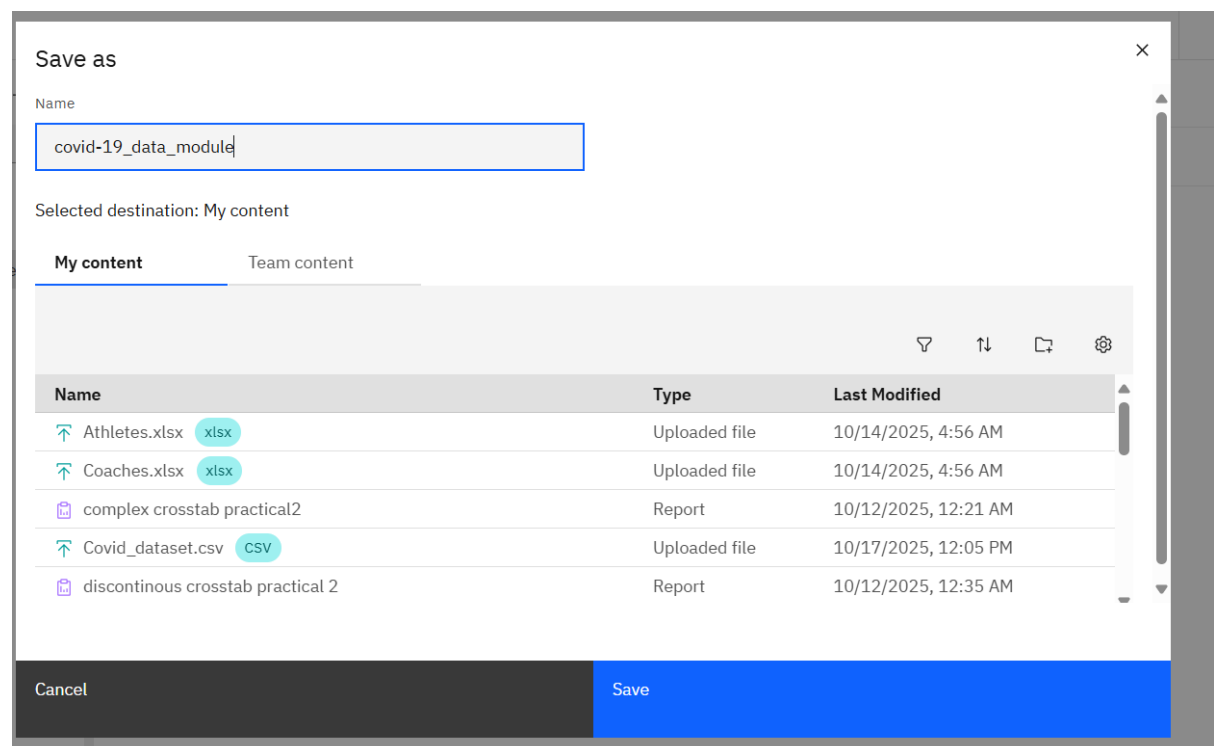 Save as
Name
covid-19_data_module
Selected destination: My content
My content Team content
Name Type Last Modified
Athletes.xlsx xlsx Uploaded file 10/14/2025, 4:56 AM
Coaches.xlsx xlsx Uploaded file 10/14/2025, 4:56 AM
complex crosstab practical2 Report 10/12/2025, 12:21 AM
Covid_dataset.csv CSV Uploaded file 10/17/2025, 12:05 PM
discontinous crosstab practical 2 Report 10/12/2025, 12:35 AM
Cancel Save